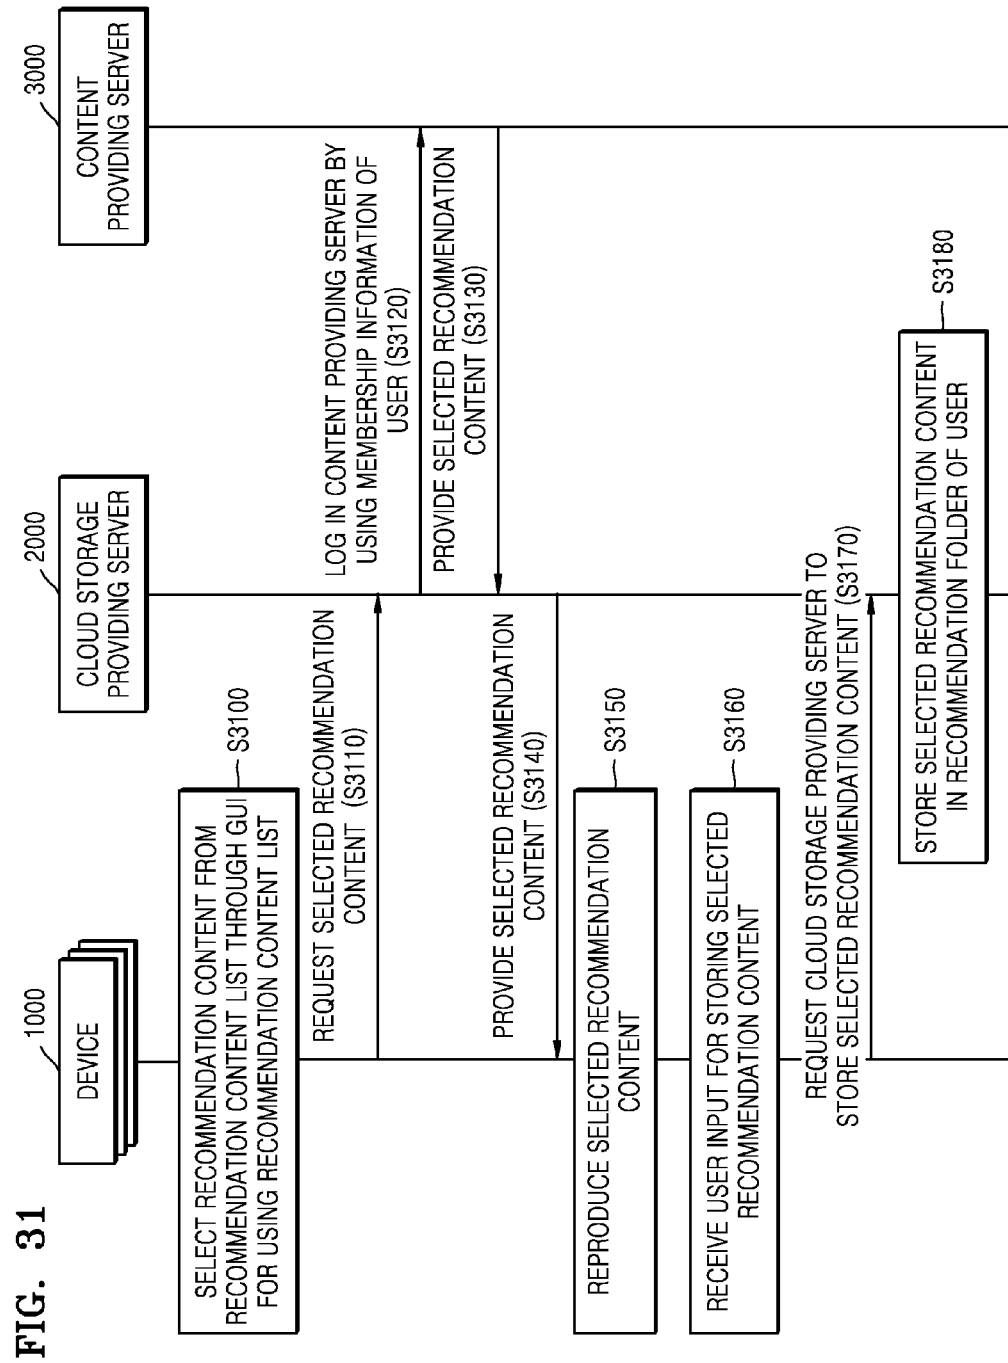 FIG. 31
1000
2000
3000
DEVICE
CLOUD STORAGE
PROVIDING SERVER
CONTENT
PROVIDING SERVER
SELECT RECOMMENDATION CONTENT FROM
RECOMMENDATION CONTENT LIST THROUGH GUI
FOR USING RECOMMENDATION CONTENT LIST
S3100
REQUEST SELECTED RECOMMENDATION
CONTENT (S3110)
LOG IN CONTENT PROVIDING SERVER BY
USING MEMBERSHIP INFORMATION OF
USER (S3120)
PROVIDE SELECTED RECOMMENDATION
CONTENT (S3130)
PROVIDE SELECTED RECOMMENDATION
CONTENT (S3140)
REPRODUCE SELECTED RECOMMENDATION
CONTENT
S3150
RECEIVE USER INPUT FOR STORING SELECTED
RECOMMENDATION CONTENT
S3160
REQUEST CLOUD STORAGE PROVIDING SERVER TO
STORE SELECTED RECOMMENDATION CONTENT (S3170)
STORE SELECTED RECOMMENDATION CONTENT
IN RECOMMENDATION FOLDER OF USER
S3180